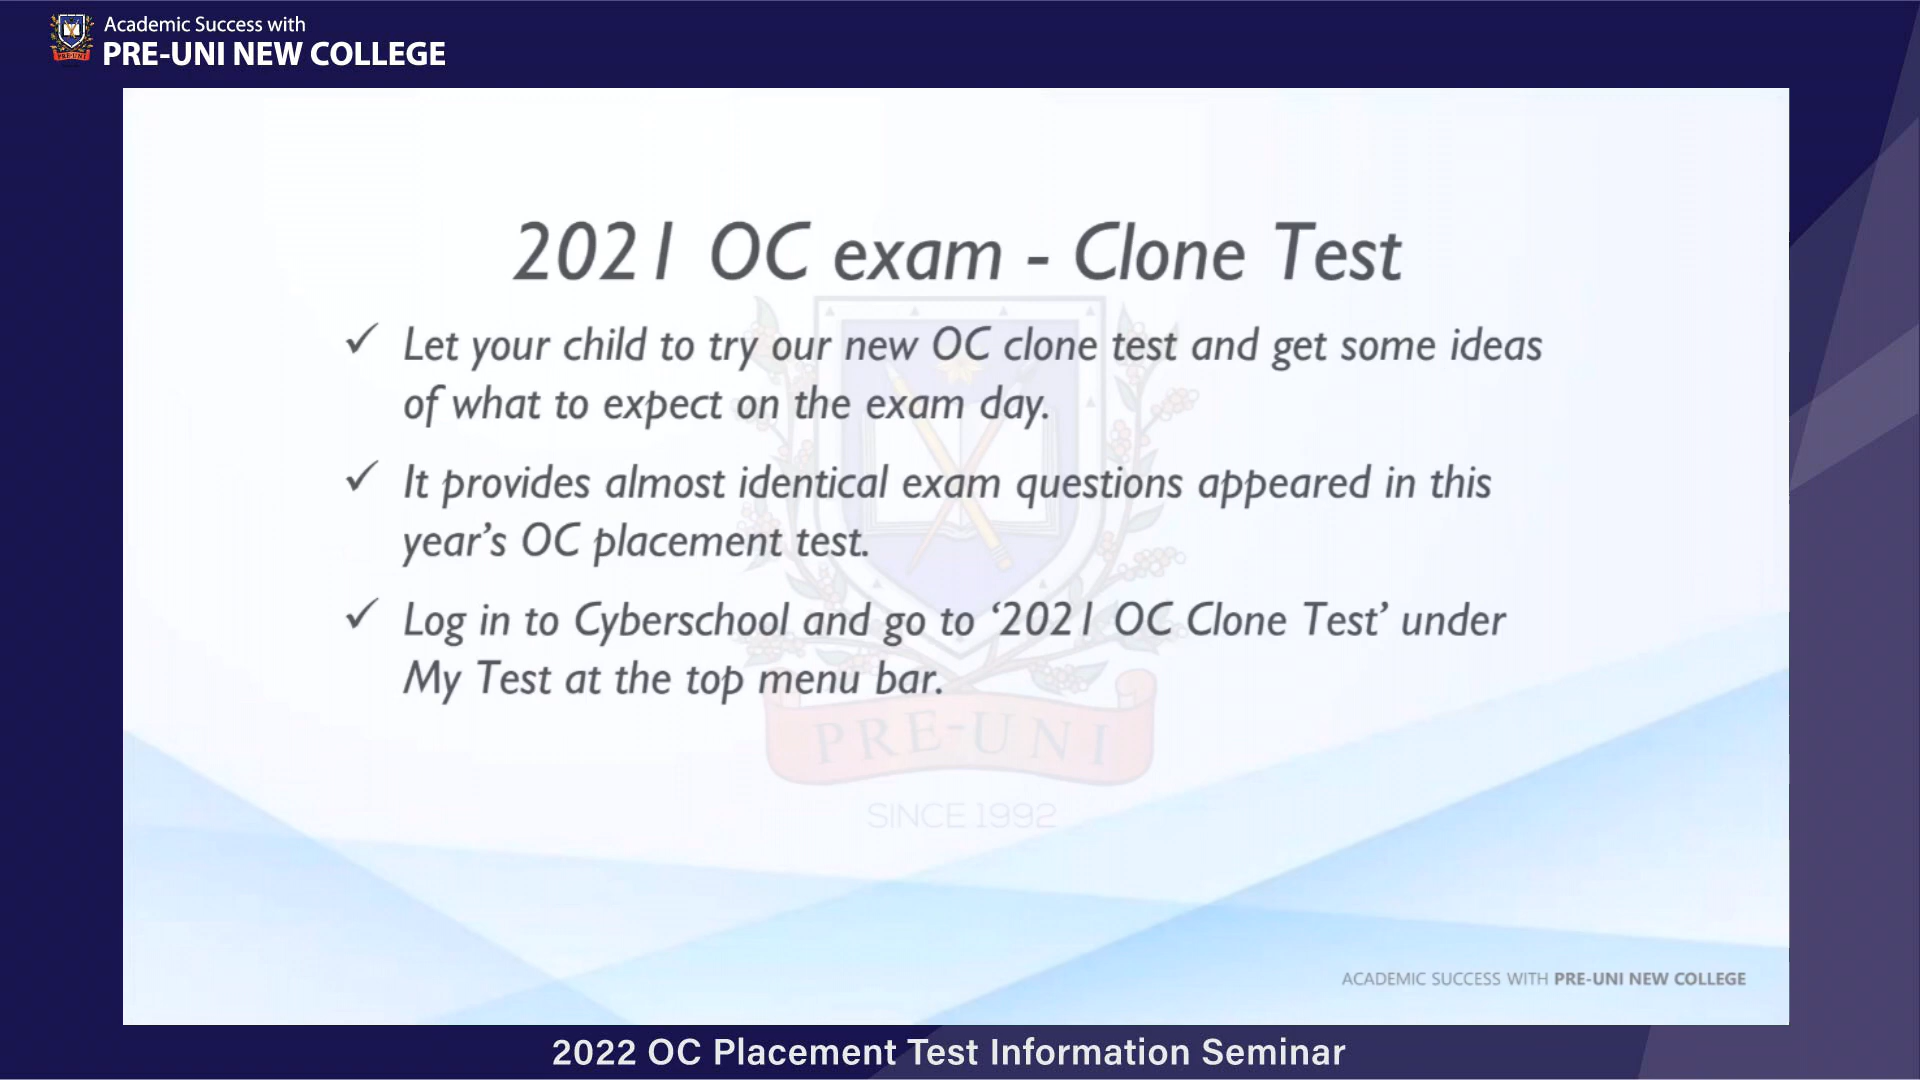 Academic Success with
PRE-UNI NEW COLLEGE
2021 OC exam - Clone Test
✓ Let your child to try our new OC clone test and get some ideas
of what to expect on the exam day.
✓ It provides almost identical exam questions appeared in this
year’s OC placement test.
✓ Log in to Cyberschool and go to ‘2021 OC Clone Test’ under
My Test at the top menu bar.
PRE-UNI
SINCE 1992
ACADEMIC SUCCESS WITH PRE-UNI NEW COLLEGE
2022 OC Placement Test Information Seminar